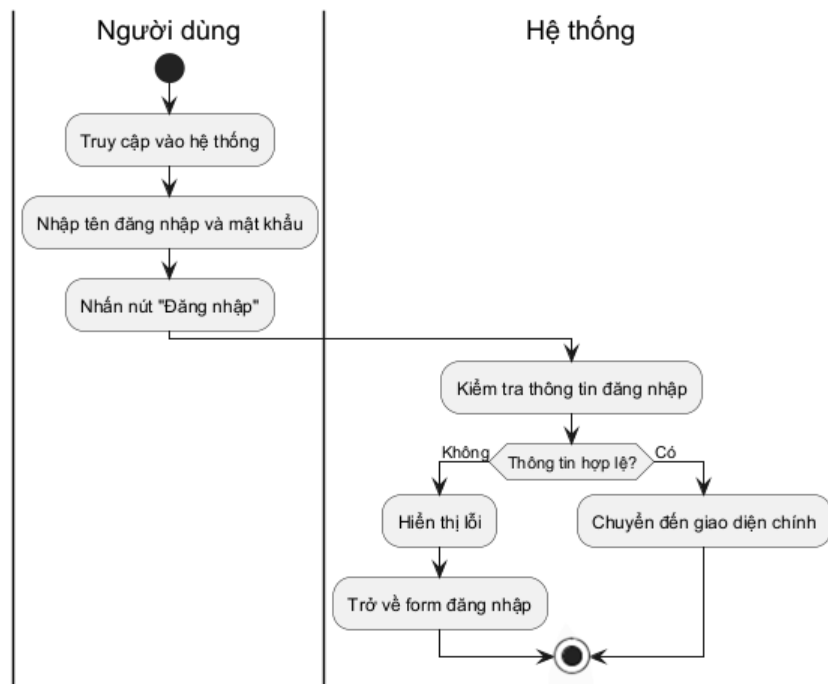 Người dùng
Hệ thống
Truy cập vào hệ thống
Nhập tên đăng nhập và mật khẩu
Nhấn nút "Đăng nhập"
Kiểm tra thông tin đăng nhập
Không
Thông tin hợp lệ?
Có
Hiển thị lỗi
Chuyển đến giao diện chính
Trở về form đăng nhập